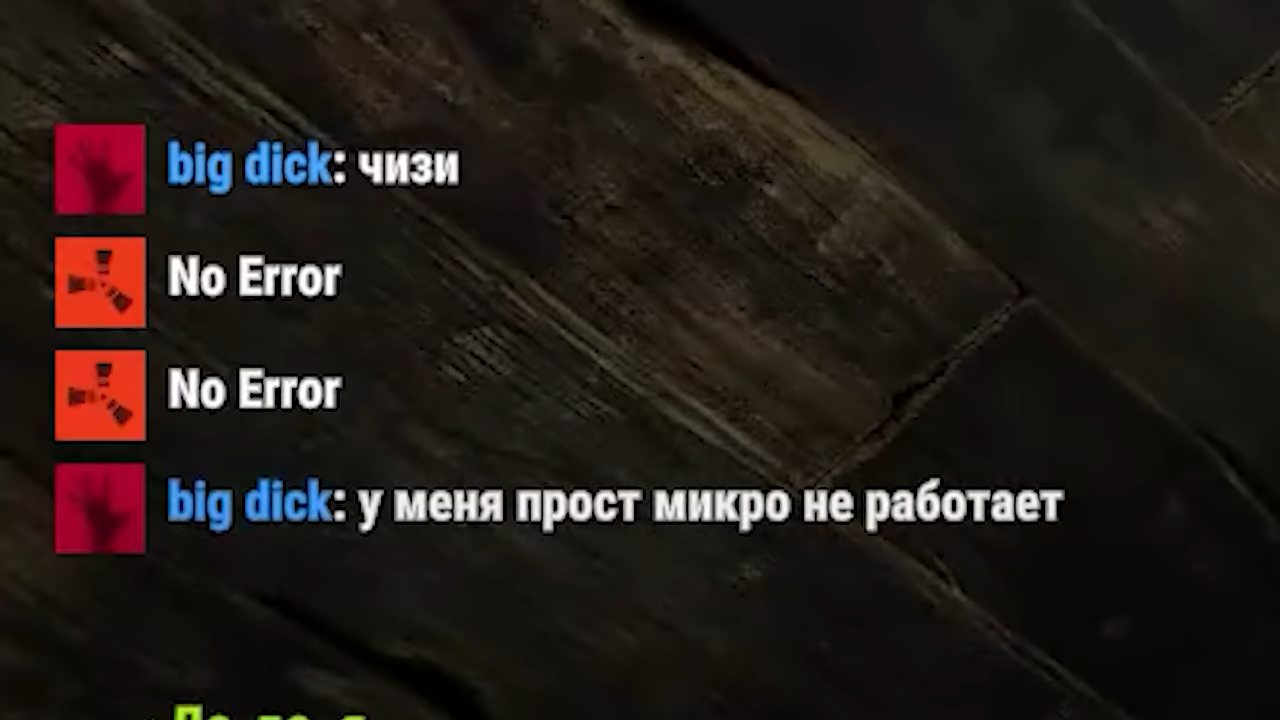 big dick: чизи
No Error
No Error
big dick: у меня прост микро не работает